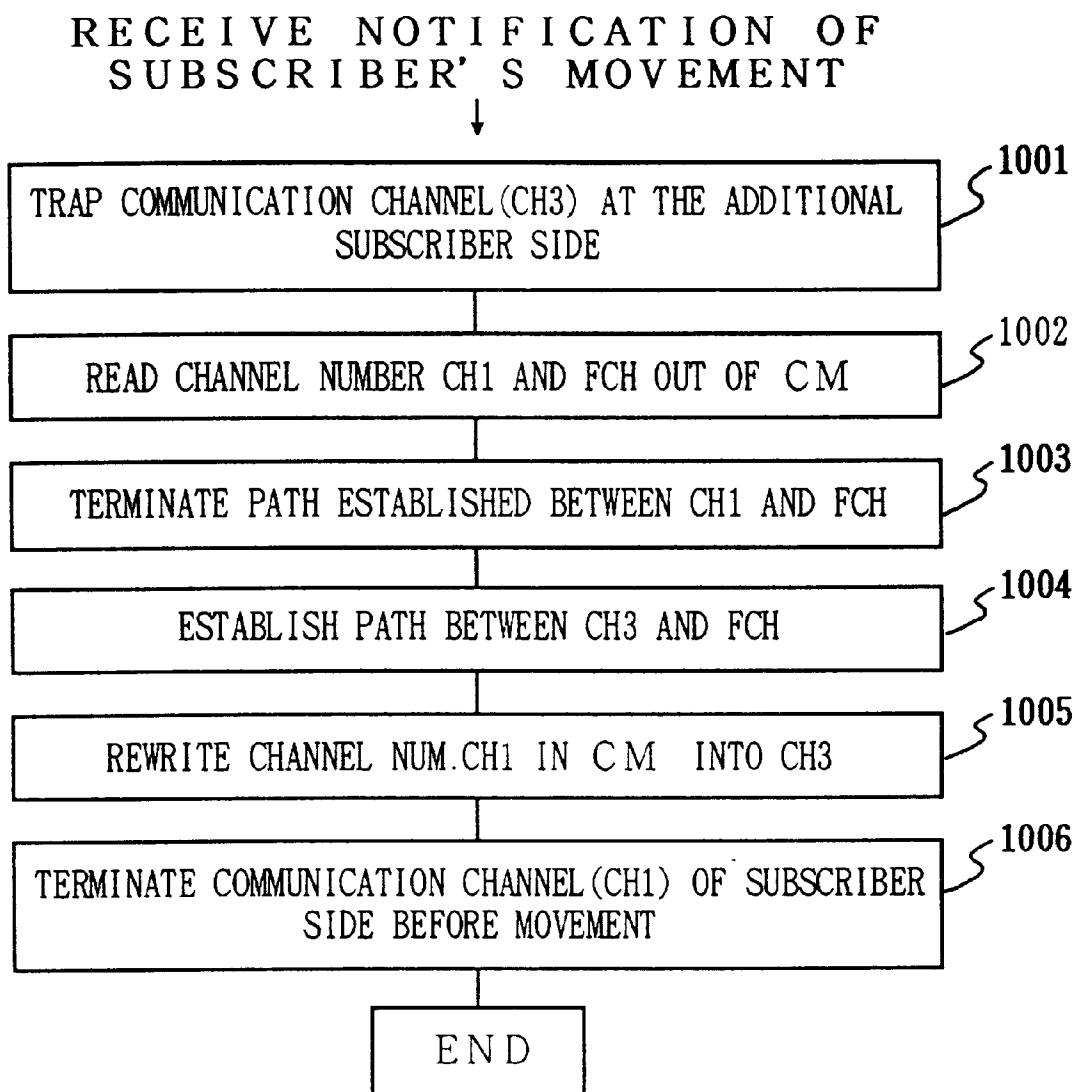 RECEIVE NOTIFICATION OF
SUBSCRIBER'S MOVEMENT
1001
TRAP COMMUNICATION CHANNEL(CH3) AT THE ADDITIONAL
SUBSCRIBER SIDE
1002
READ CHANNEL NUMBER CH1 AND FCH OUT OF CM
1003
TERMINATE PATH ESTABLISHED BETWEEN CH1 AND FCH
1004
ESTABLISH PATH BETWEEN CH3 AND FCH
1005
REWRITE CHANNEL NUM.CH1 IN CM INTO CH3
1006
TERMINATE COMMUNICATION CHANNEL(CH1) OF SUBSCRIBER
SIDE BEFORE MOVEMENT
END